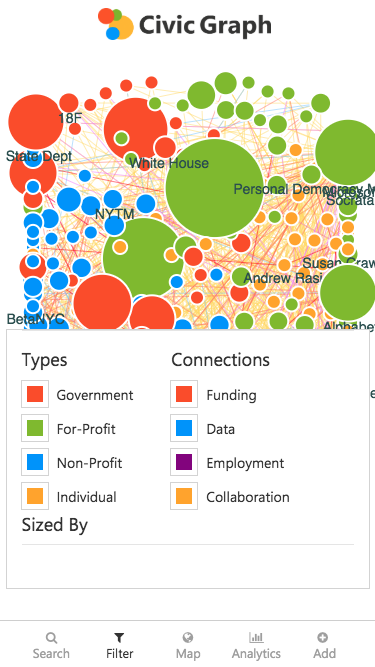 Civic Graph
18F
State Dept
White House
Personal Democracy M
Microsof
Socrata
NYTM
Susan Craw
Andrew Rasi
BetaNYC
Alphabet
Types
Connections
Government
Funding
For-Profit
Data
Non-Profit
Employment
Individual
Collaboration
Sized By
Search
Filter
Map
Analytics
Add